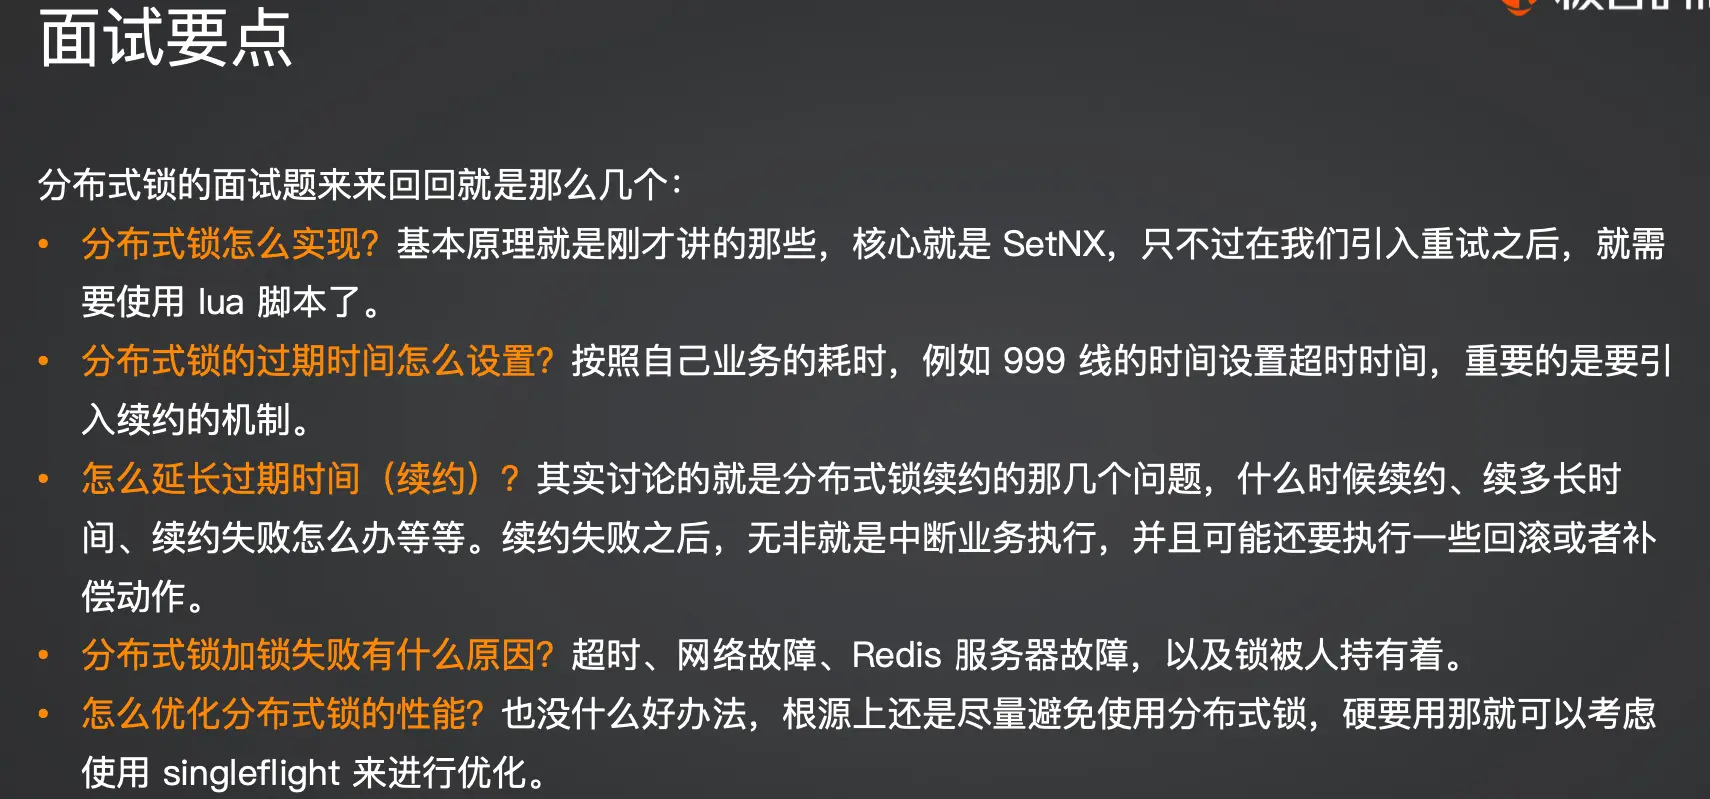 面试要点
分布式锁的面试题来来回回就是那么几个：
• 分布式锁怎么实现？基本原理就是刚才讲的那些，核心就是 SetNX，只不过在我们引入重试之后，就需
要使用 lua 脚本了。
• 分布式锁的过期时间怎么设置？按照自己业务的耗时，例如 999 线的时间设置超时时间，重要的是要引
入续约的机制。
• 怎么延长过期时间（续约）？其实讨论的就是分布式锁续约的那几个问题，什么时候续约、续多长时
间、续约失败怎么办等等。续约失败之后，无非就是中断业务执行，并且可能还要执行一些回滚或者补
偿动作。
• 分布式锁加锁失败有什么原因？超时、网络故障、Redis 服务器故障，以及锁被人持有着。
• 怎么优化分布式锁的性能？也没什么好办法，根源上还是尽量避免使用分布式锁，硬要用那就可以考虑
使用 singleflight 来进行优化。